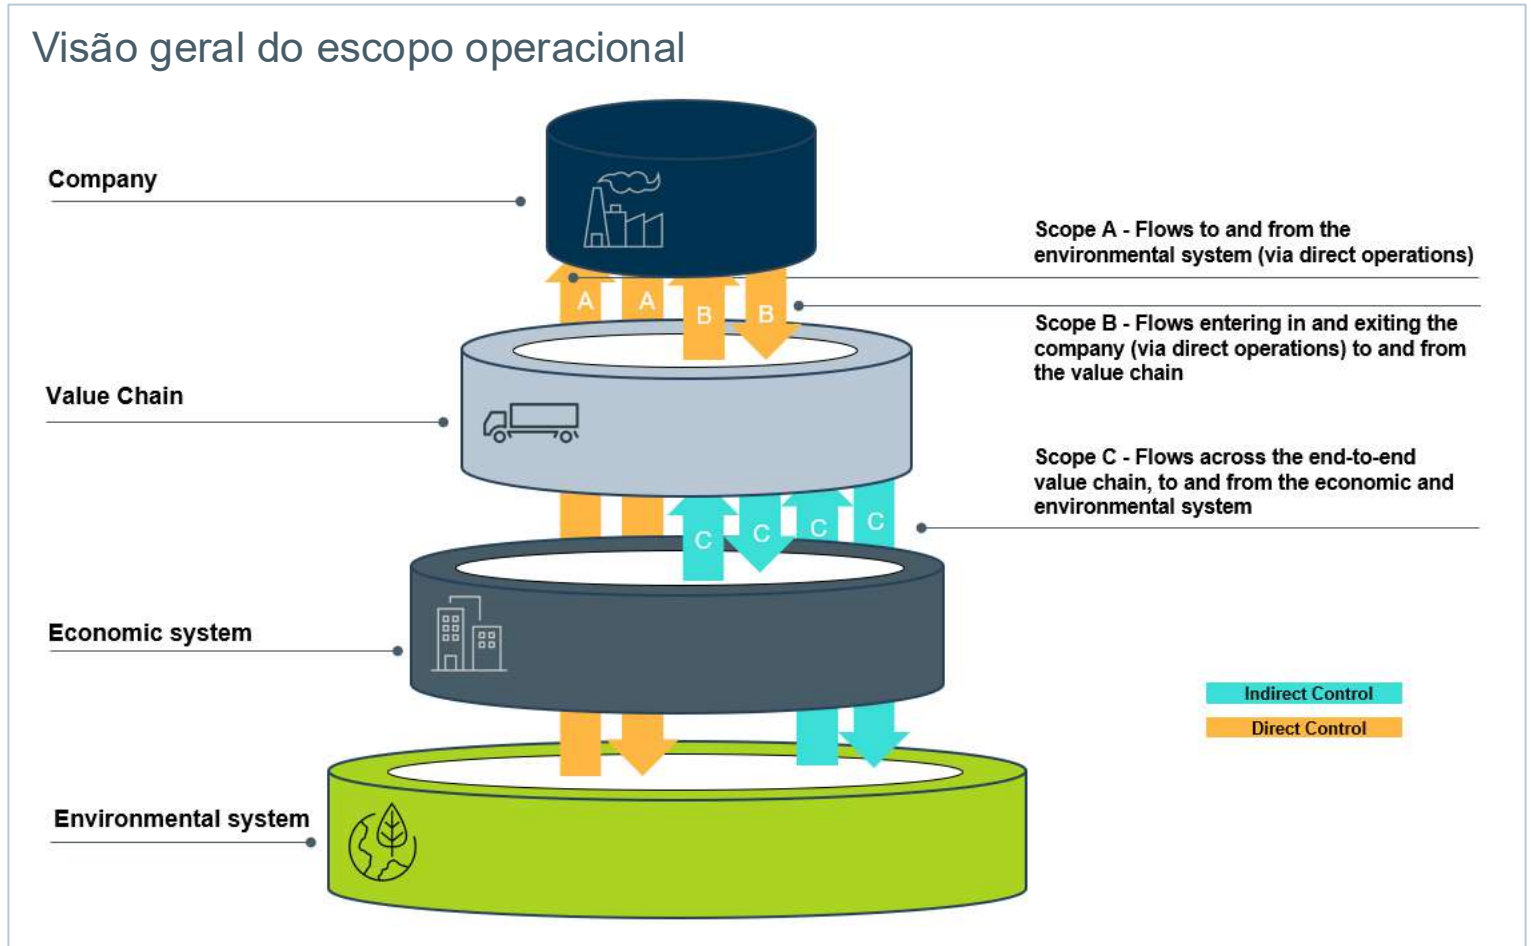 Visão geral do escopo operacional
Company
Scope A - Flows to and from the
environmental system (via direct operations)
A
A
B
B
Scope B - Flows entering in and exiting the
company (via direct operations) to and from
the value chain
Value Chain
Scope C - Flows across the end-to-end
value chain, to and from the economic and
environmental system
C
C
C
C
Economic system
Indirect Control
Direct Control
Environmental system